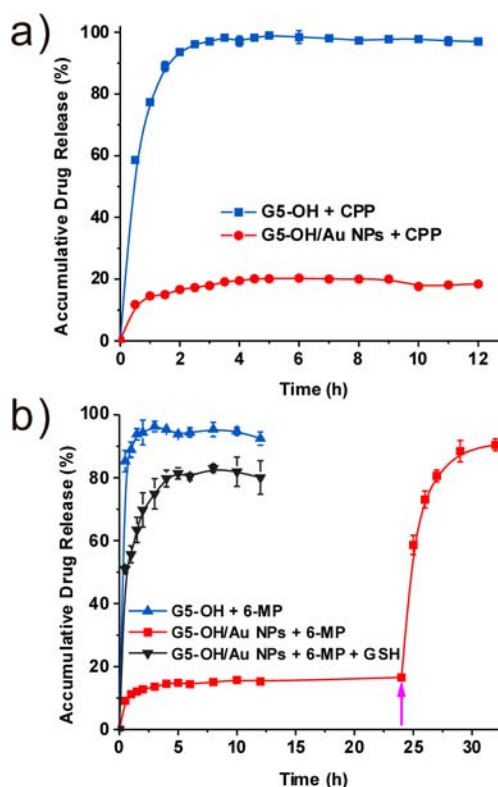 a)
Accumulative Drug Release (%)
100
80
60
40
20
0
G5-OH + CPP
G5-OH/Au NPs + CPP
0 2 4 6 8 10 12
Time (h)
b)
Accumulative Drug Release (%)
100
80
60
40
20
0
G5-OH + 6-MP
G5-OH/Au NPs + 6-MP
G5-OH/Au NPs + 6-MP + GSH
0 5 10 15 20 25 30
Time (h)